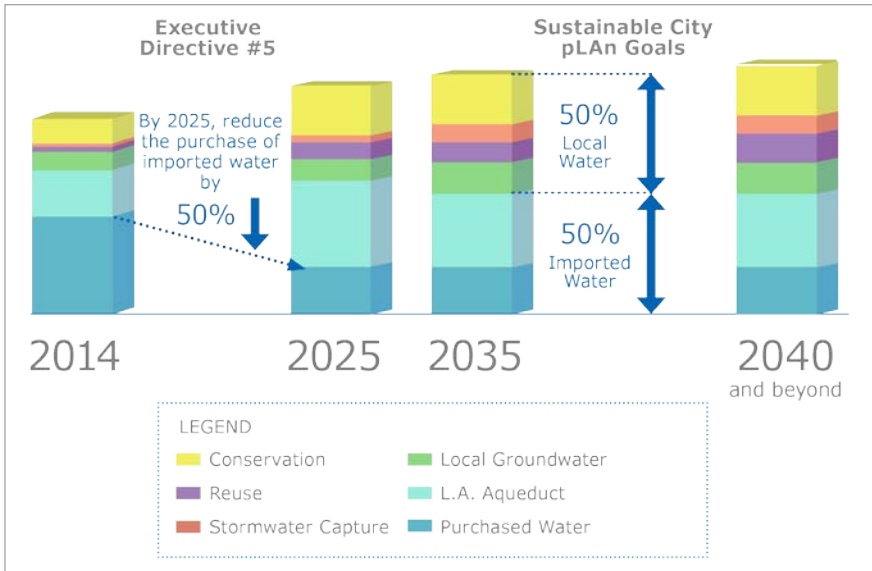 Executive
Directive #5
Sustainable City
pLAn Goals
By 2025, reduce
the purchase of
imported water
by
50%
50%
Local
Water
50%
Imported
Water
2014
2025
2035
2040
and beyond
LEGEND
Conservation
Local Groundwater
Reuse
L.A. Aqueduct
Stormwater Capture
Purchased Water